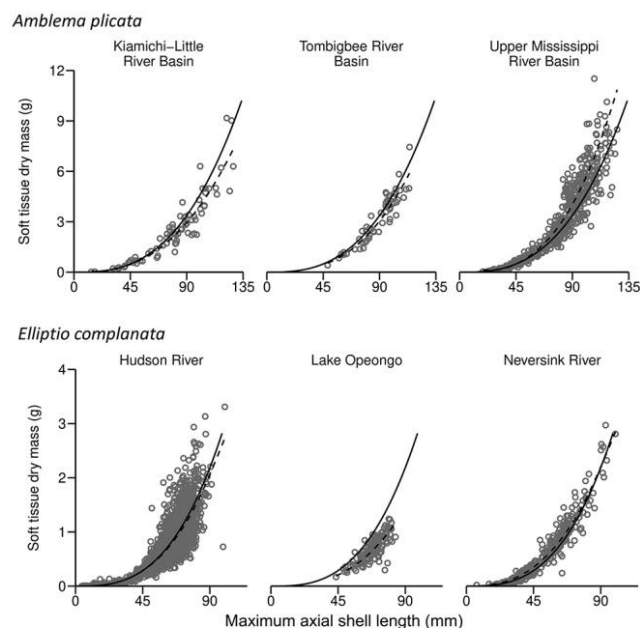 Amblema plicata
Kiamichi−Little
River Basin
Tombigbee River
Basin
Upper Mississippi
River Basin
Soft tissue dry mass (g)
12
9
6
3
0
0 45 90 135
0 45 90 135
0 45 90 135
Elliptio complanata
Hudson River
Lake Opeongo
Neversink River
Soft tissue dry mass (g)
4
3
2
1
0
0 45 90
0 45 90
0 45 90
Maximum axial shell length (mm)